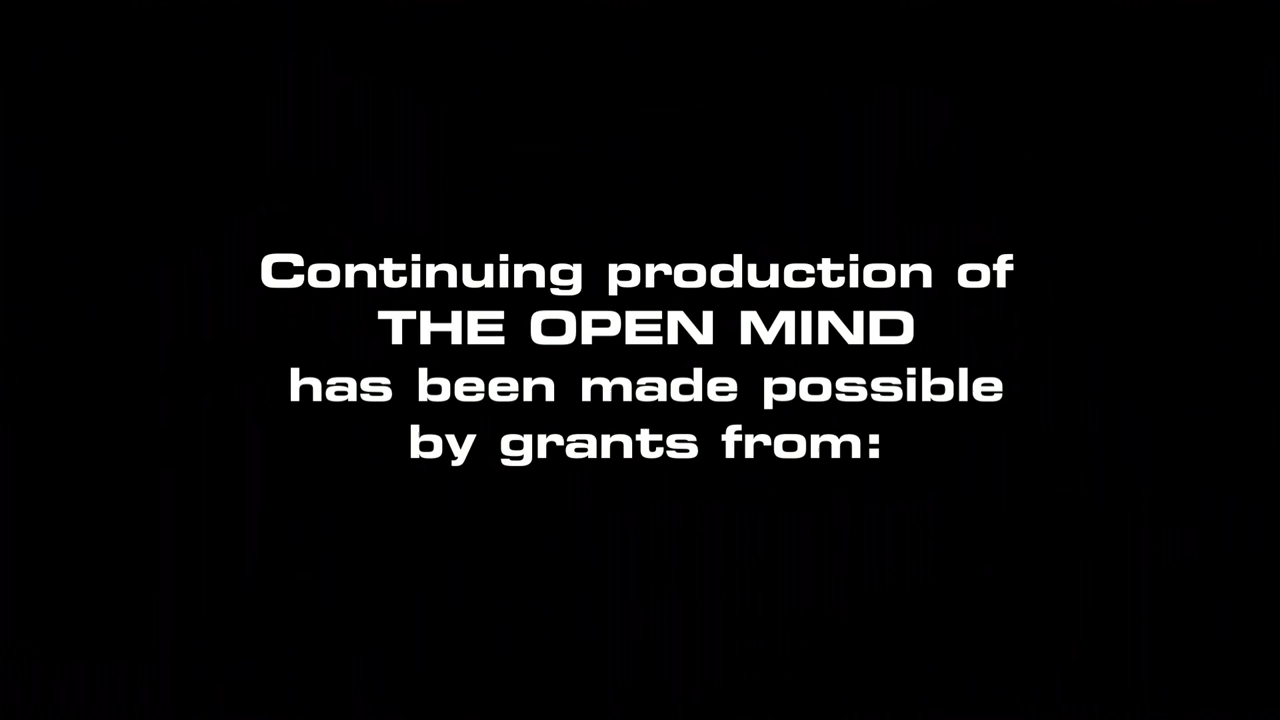 Continuing production of
THE OPEN MIND
has been made possible
by grants from: